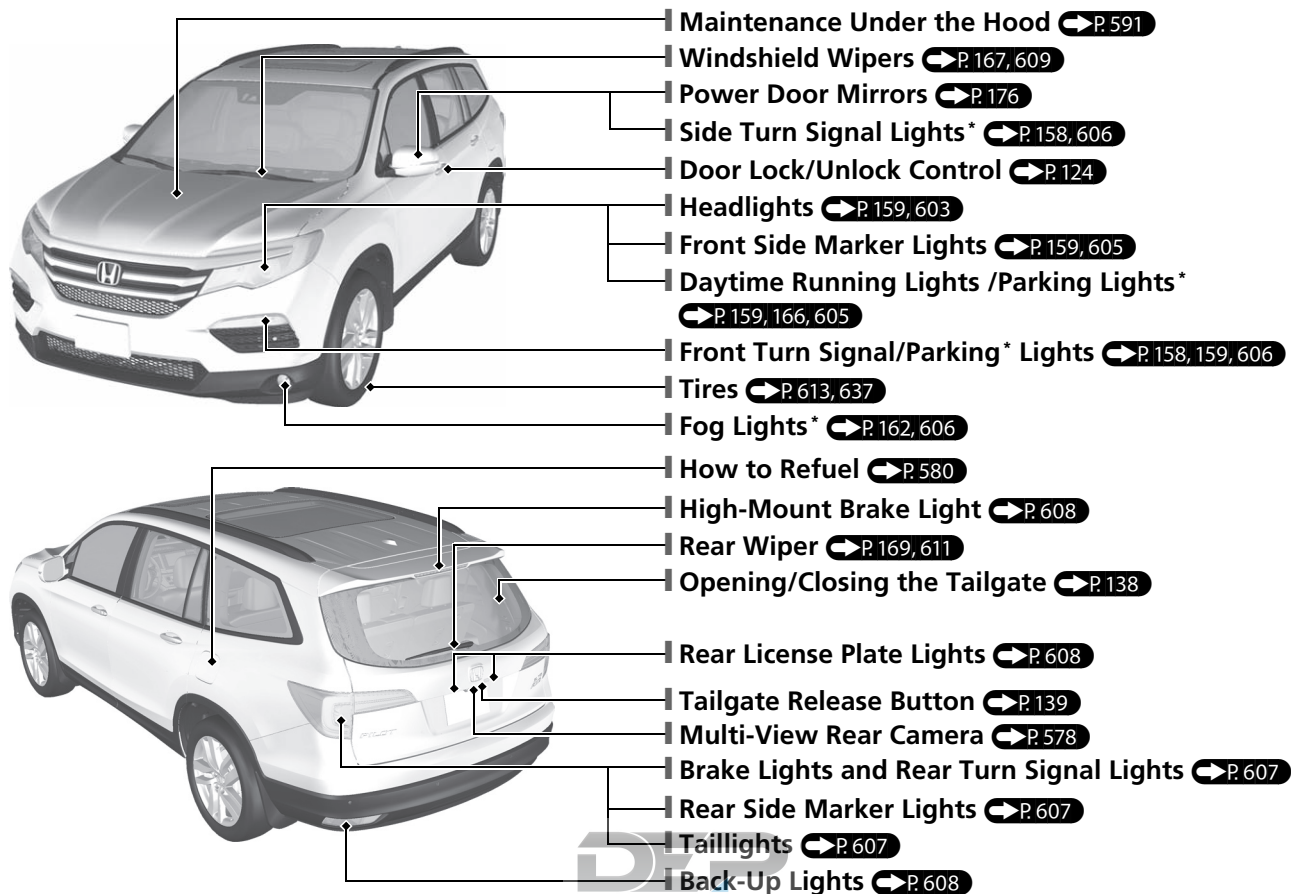 Maintenance Under the Hood P. 591
Windshield Wipers P. 167, 609
Power Door Mirrors P. 176
Side Turn Signal Lights* P. 158, 606
Door Lock/Unlock Control P. 124
Headlights P. 159, 603
Front Side Marker Lights P. 159, 605
Daytime Running Lights /Parking Lights*
P. 159, 166, 605
Front Turn Signal/Parking* Lights P. 158, 159, 606
Tires P. 613, 637
Fog Lights* P. 162, 606
How to Refuel P. 580
High-Mount Brake Light P. 608
Rear Wiper P. 169, 611
Opening/Closing the Tailgate P. 138
Rear License Plate Lights P. 608
Tailgate Release Button P. 139
Multi-View Rear Camera P. 578
PILOT
Brake Lights and Rear Turn Signal Lights P. 607
Rear Side Marker Lights P. 607
Taillights P. 607
Back-Up Lights P. 608